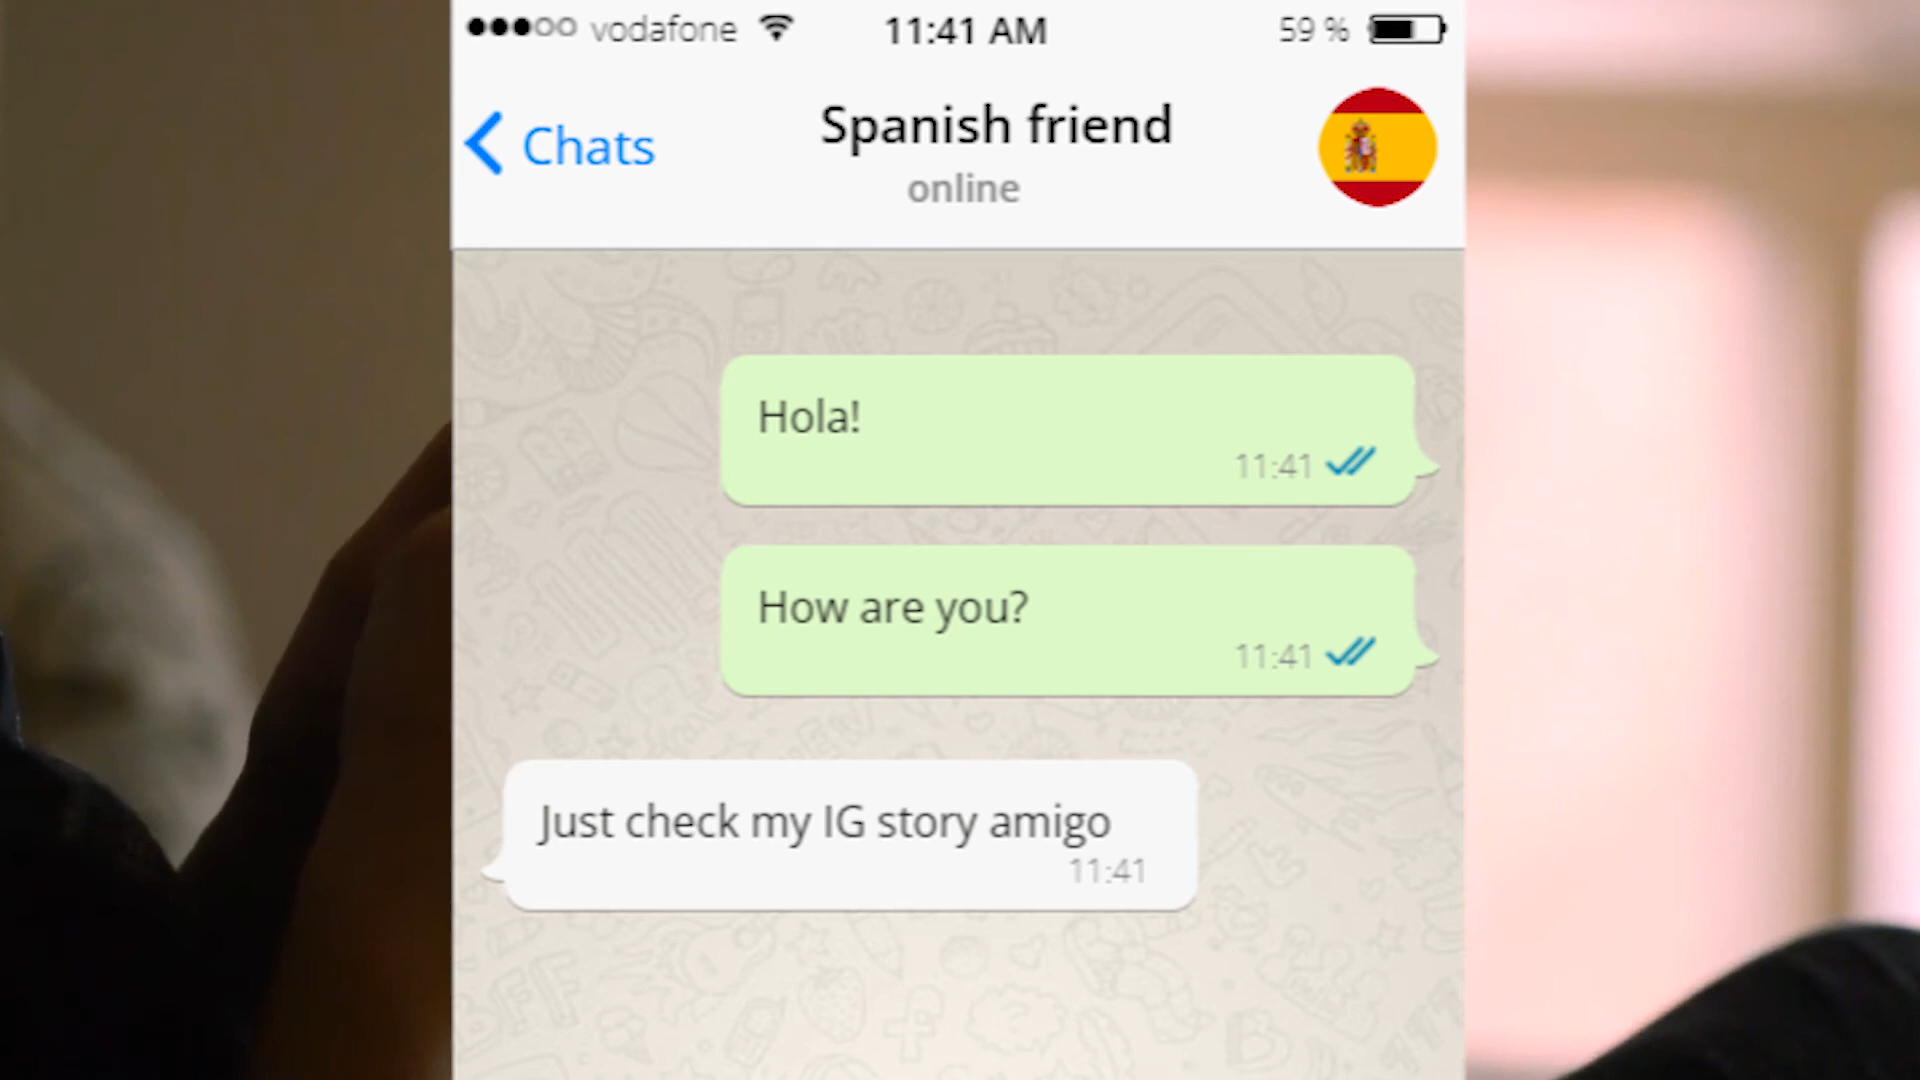 vodafone 11:41 AM 59 %
Chats
Spanish friend
online
Hola!
11:41
How are you?
11:41
Just check my IG story amigo
11:41